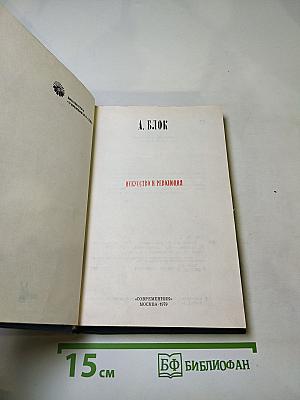 А. БЛОК
ИСКУССТВО И РЕВОЛЮЦИЯ
«СОВРЕМЕННИК»
МОСКВА · 1979
15 см
БФ БИБЛИОФАН